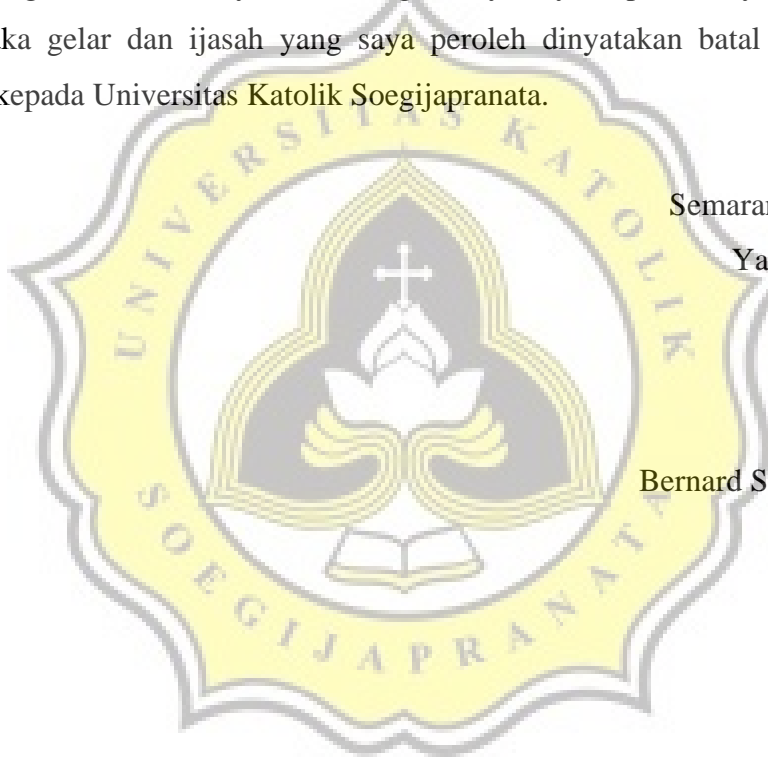 ka gelar dan ijasah yang saya peroleh dinyatakan batal
kepada Universitas Katolik Soegijapranata.
Semaran
Ya
Bernard S
UNIVERSITAS KATOLIK
SOEGIJAPRANATA